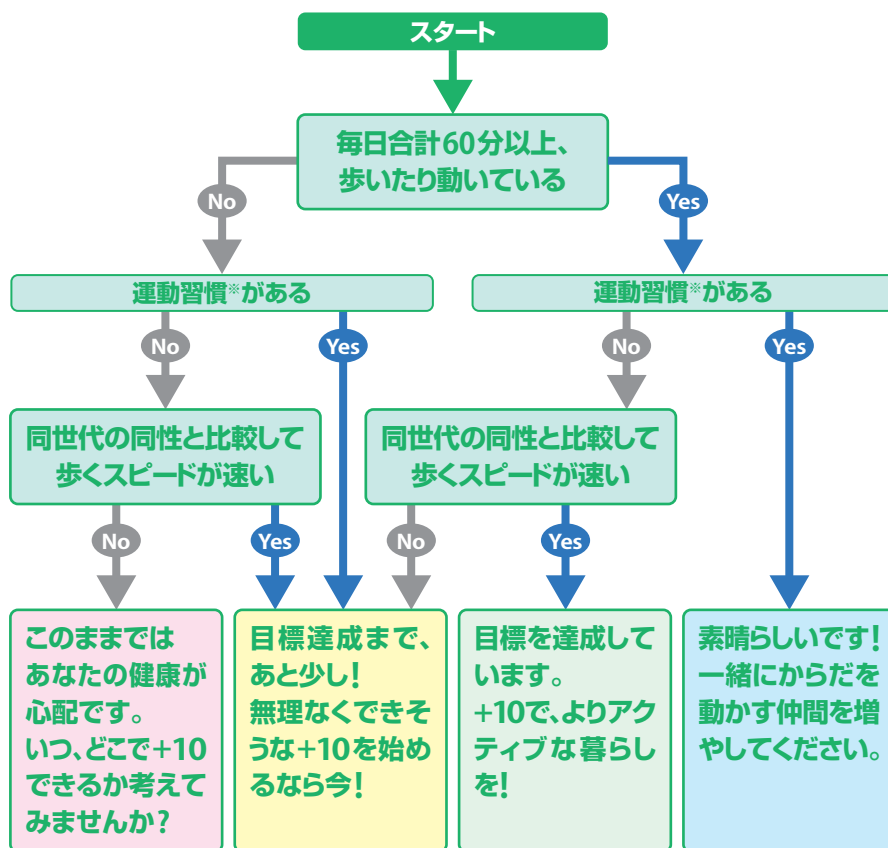 スタート
毎日合計60分以上、
歩いたり動いている
No
Yes
運動習慣※がある
運動習慣※がある
No
Yes
No
Yes
同世代の同性と比較して
歩くスピードが速い
同世代の同性と比較して
歩くスピードが速い
No
Yes
No
Yes
このままでは
あなたの健康が
心配です。
いつ、どこで+10
できるか考えて
みませんか?
目標達成まで、
あと少し!
無理なくできそ
うな+10を始め
るなら今!
目標を達成して
います。
+10で、よりアク
ティブな暮らし
を!
素晴らしいです!
一緒にからだを
動かす仲間を増
やしてください。